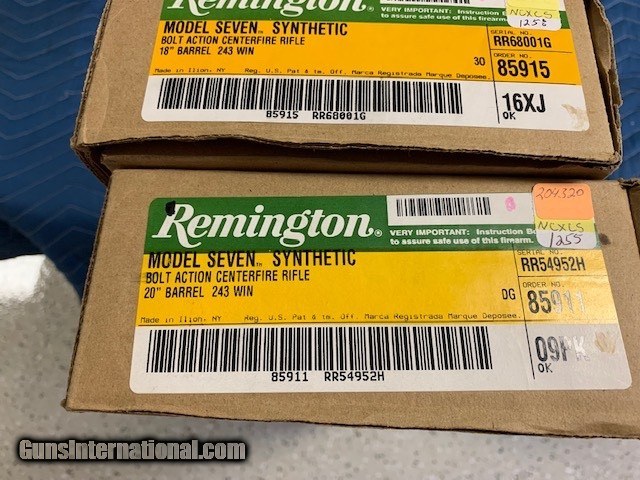 Remington®
VERY IMPORTANT: Instruction
to assure safe use of this firearm.
NCXCS
1258
MODEL SEVEN™ SYNTHETIC
BOLT ACTION CENTERFIRE RIFLE
18" BARREL 243 WIN
30
SERIAL NO.
RR68001G
ORDER NO.
85915
Made in Ilion, NY Reg. U.S. Pat & tm. Off. Marca Registrada Marque Deposee.
85915 RR68001G
16XJ
OK
Remington®
VERY IMPORTANT: Instruction Bo
to assure safe use of this firearm.
204320
NCXCS
1255
MODEL SEVEN™ SYNTHETIC
BOLT ACTION CENTERFIRE RIFLE
20" BARREL 243 WIN
DG
SERIAL NO.
RR54952H
ORDER NO.
85911
Made in Ilion, NY Reg. U.S. Pat & tm. Off. Marca Registrada Marque Deposee.
85911 RR54952H
09PK
OK
GunsInternational.com